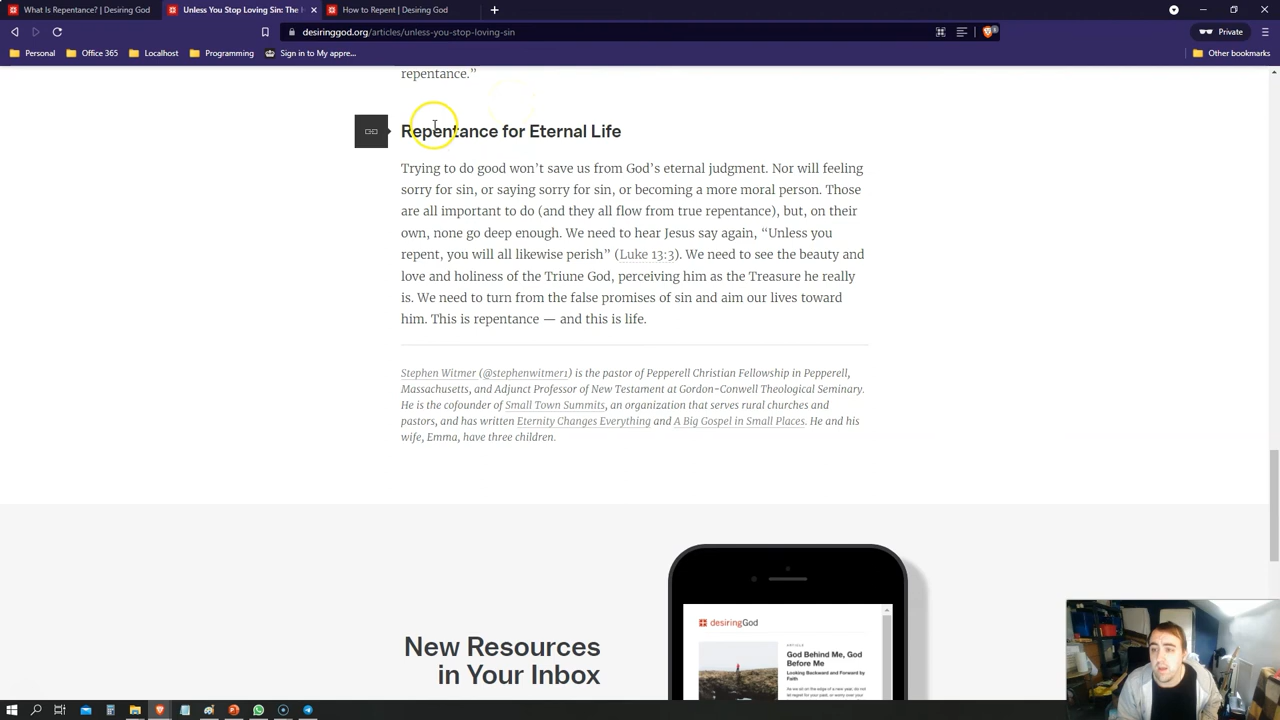 What Is Repentance? | Desiring God
Unless You Stop Loving Sin: The H
How to Repent | Desiring God
desiringgod.org/articles/unless-you-stop-loving-sin
Private
Personal
Office 365
Localhost
Programming
Sign in to My appre...
Other bookmarks
repentance.”
Repentance for Eternal Life
Trying to do good won’t save us from God’s eternal judgment. Nor will feeling
sorry for sin, or saying sorry for sin, or becoming a more moral person. Those
are all important to do (and they all flow from true repentance), but, on their
own, none go deep enough. We need to hear Jesus say again, “Unless you
repent, you will all likewise perish” (Luke 13:3). We need to see the beauty and
love and holiness of the Triune God, perceiving him as the Treasure he really
is. We need to turn from the false promises of sin and aim our lives toward
him. This is repentance — and this is life.
Stephen Witmer (@stephenwitmer1) is the pastor of Pepperell Christian Fellowship in Pepperell,
Massachusetts, and Adjunct Professor of New Testament at Gordon-Conwell Theological Seminary.
He is the cofounder of Small Town Summits, an organization that serves rural churches and
pastors, and has written Eternity Changes Everything and A Big Gospel in Small Places. He and his
wife, Emma, have three children.
New Resources
in Your Inbox
desiringGod
ARTICLE
God Behind Me, God
Before Me
Looking Backward and Forward by
Faith